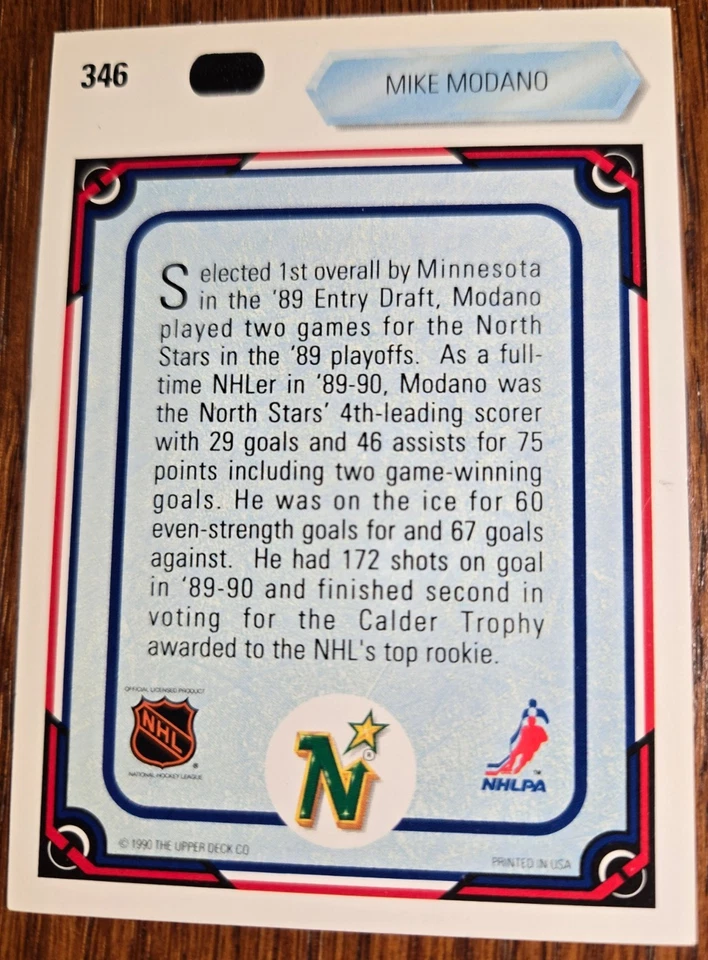 346
MIKE MODANO
Selected 1st overall by Minnesota
in the '89 Entry Draft, Modano
played two games for the North
Stars in the '89 playoffs. As a full-
time NHLer in '89-90, Modano was
the North Stars' 4th-leading scorer
with 29 goals and 46 assists for 75
points including two game-winning
goals. He was on the ice for 60
even-strength goals for and 67 goals
against. He had 172 shots on goal
in '89-90 and finished second in
voting for the Calder Trophy
awarded to the NHL's top rookie.
OFFICIAL LICENSED PRODUCT
NHL
®
NATIONAL HOCKEY LEAGUE
N
®
™
NHLPA
© 1990 THE UPPER DECK CO
PRINTED IN USA